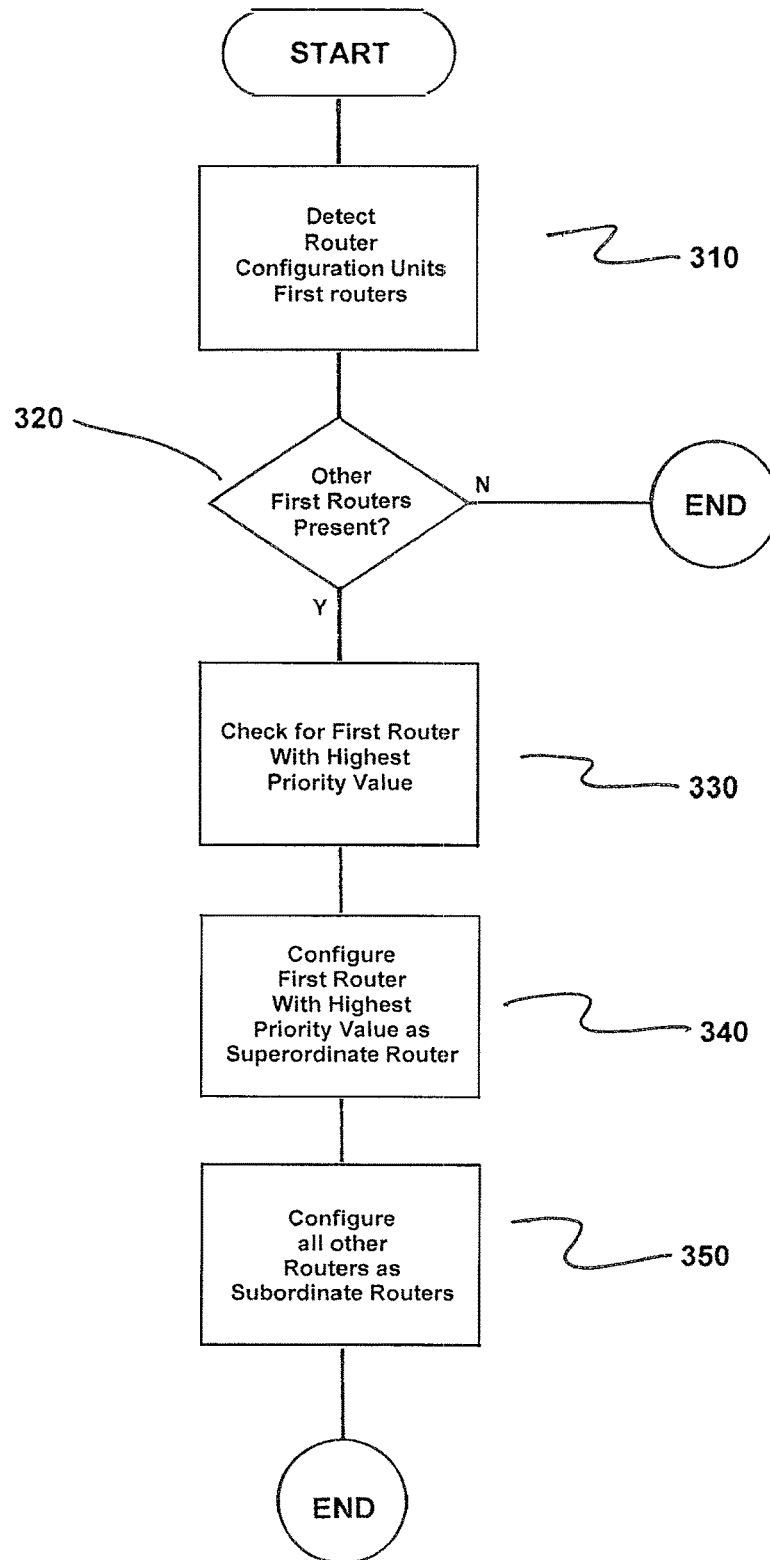 START
Detect
Router
Configuration Units
First routers
310
320
Other
First Routers
Present?
N
END
Y
Check for First Router
With Highest
Priority Value
330
Configure
First Router
With Highest
Priority Value as
Superordinate Router
340
Configure
all other
Routers as
Subordinate Routers
350
END